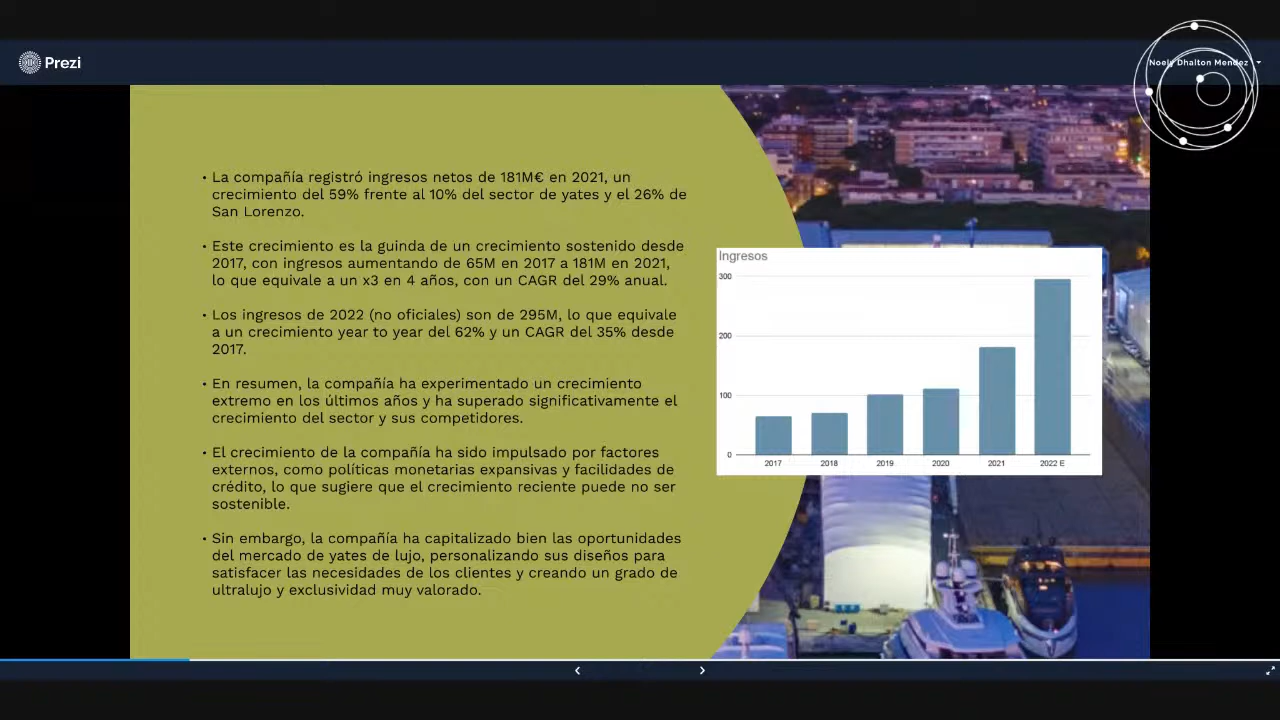 Prezi
Noely Dhalton Mendez
• La compañía registró ingresos netos de 181M€ en 2021, un
crecimiento del 59% frente al 10% del sector de yates y el 26% de
San Lorenzo.
• Este crecimiento es la guinda de un crecimiento sostenido desde
2017, con ingresos aumentando de 65M en 2017 a 181M en 2021,
lo que equivale a un x3 en 4 años, con un CAGR del 29% anual.
• Los ingresos de 2022 (no oficiales) son de 295M, lo que equivale
a un crecimiento year to year del 62% y un CAGR del 35% desde
2017.
• En resumen, la compañía ha experimentado un crecimiento
extremo en los últimos años y ha superado significativamente el
crecimiento del sector y sus competidores.
• El crecimiento de la compañía ha sido impulsado por factores
externos, como políticas monetarias expansivas y facilidades de
crédito, lo que sugiere que el crecimiento reciente puede no ser
sostenible.
• Sin embargo, la compañía ha capitalizado bien las oportunidades
del mercado de yates de lujo, personalizando sus diseños para
satisfacer las necesidades de los clientes y creando un grado de
ultralujo y exclusividad muy valorado.
Ingresos
300
200
100
0
2017 2018 2019 2020 2021 2022 E